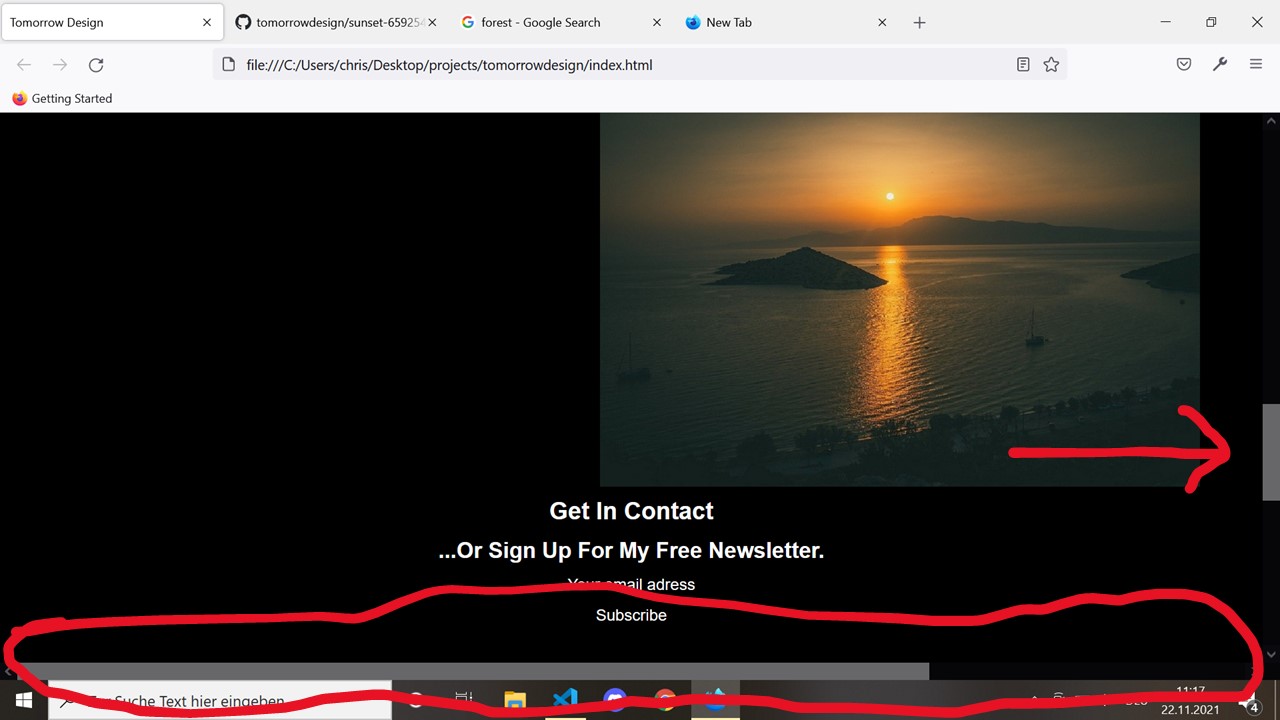 Tomorrow Design
tomorrowdesign/sunset-659254
forest - Google Search
New Tab
file:///C:/Users/chris/Desktop/projects/tomorrowdesign/index.html
Getting Started
Get In Contact
...Or Sign Up For My Free Newsletter.
Your email adress
Subscribe
Suche Text hier eingeben
11:17
22.11.2021
4